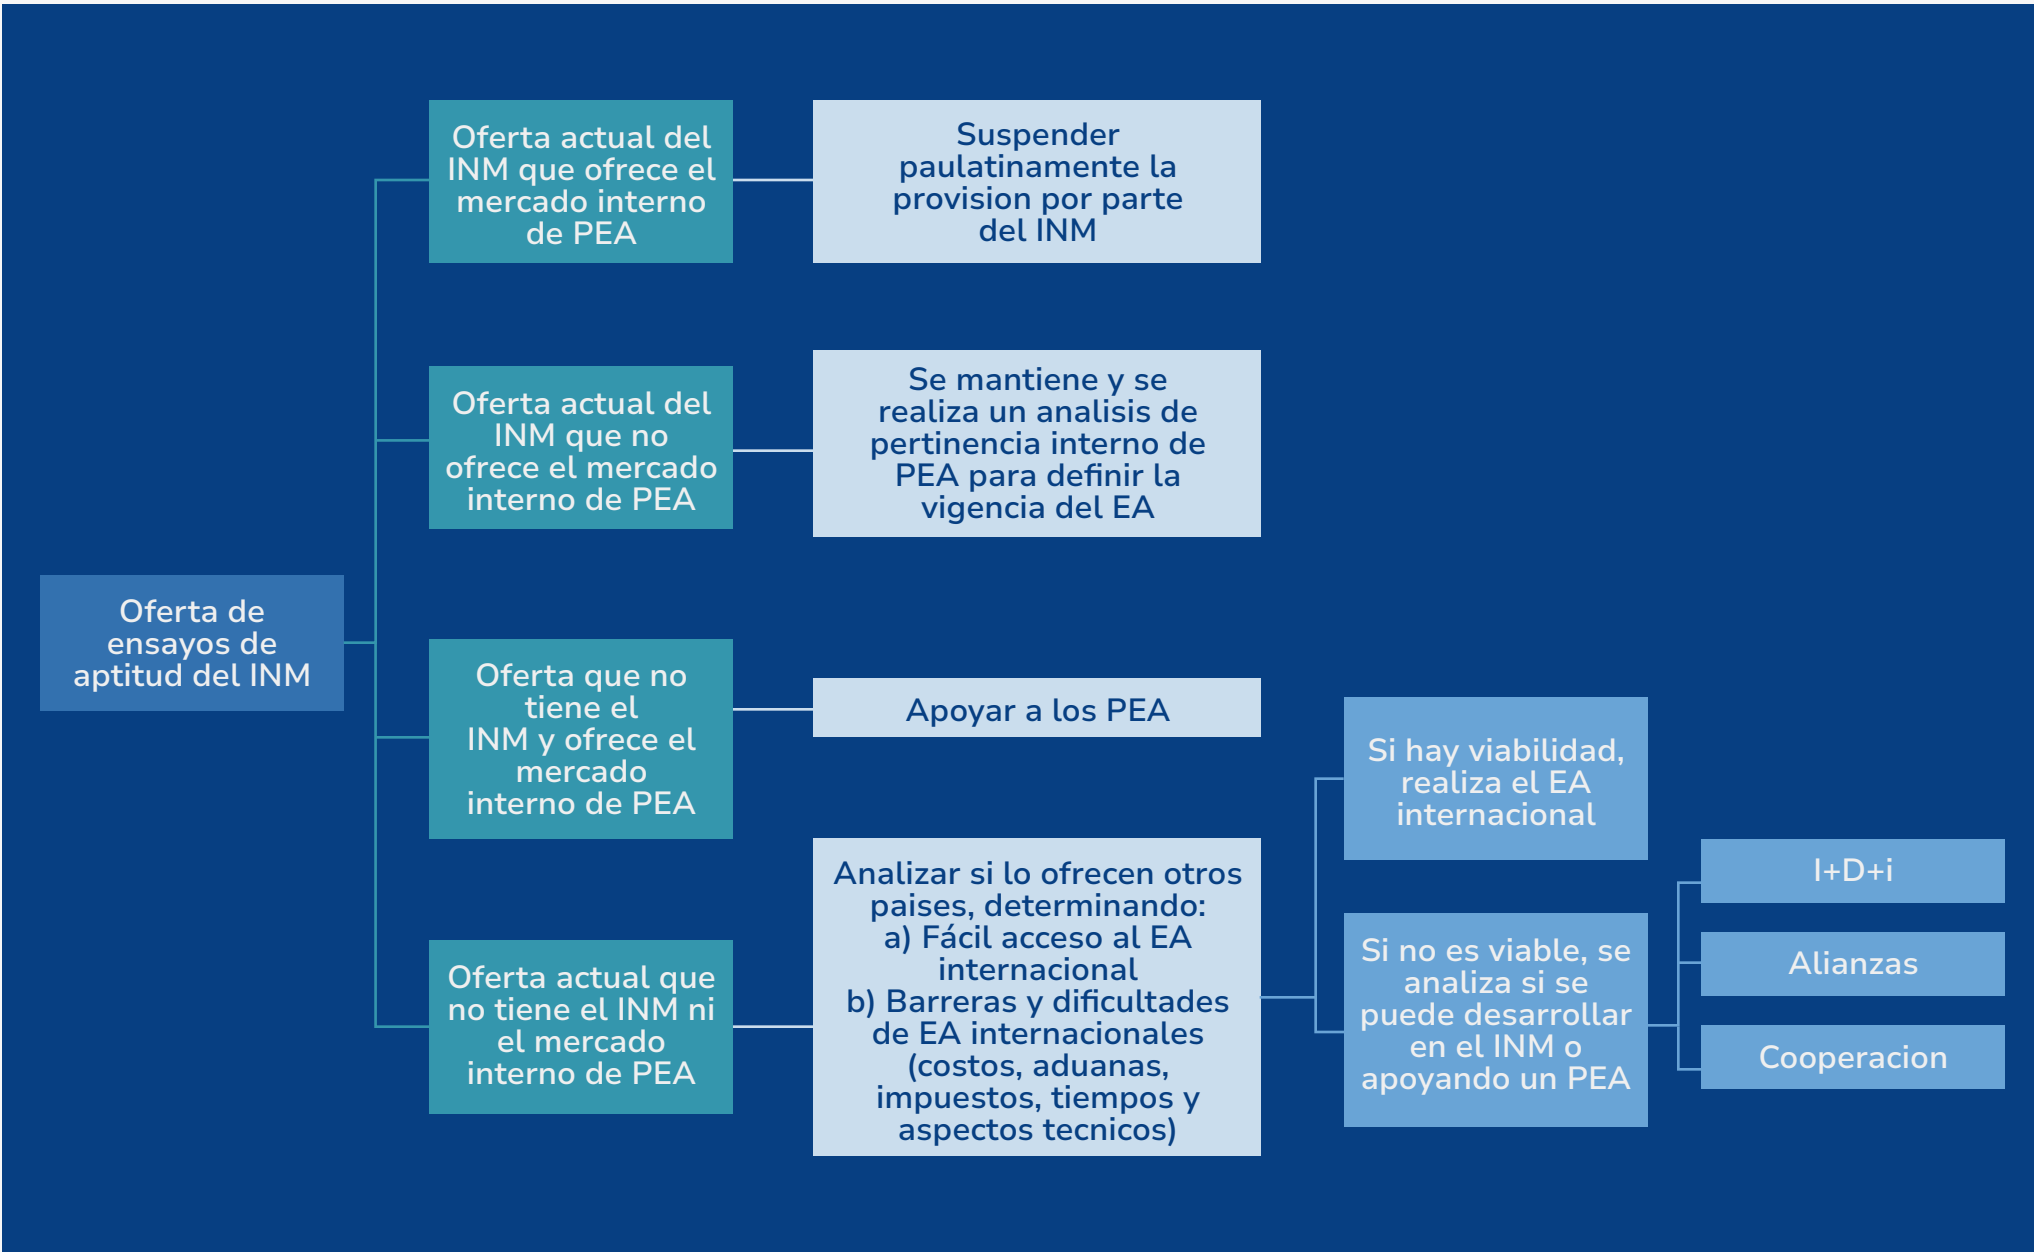 Oferta de
ensayos de
aptitud del INM
Oferta actual del
INM que ofrece el
mercado interno
de PEA
Suspender
paulatinamente la
provision por parte
del INM
Oferta actual del
INM que no
ofrece el mercado
interno de PEA
Se mantiene y se
realiza un analisis de
pertinencia interno de
PEA para definir la
vigencia del EA
Oferta que no
tiene el
INM y ofrece el
mercado
interno de PEA
Apoyar a los PEA
Oferta actual que
no tiene el INM ni
el mercado
interno de PEA
Analizar si lo ofrecen otros
paises, determinando:
a) Fácil acceso al EA
internacional
b) Barreras y dificultades
de EA internacionales
(costos, aduanas,
impuestos, tiempos y
aspectos tecnicos)
Si hay viabilidad,
realiza el EA
internacional
Si no es viable, se
analiza si se
puede desarrollar
en el INM o
apoyando un PEA
I+D+i
Alianzas
Cooperacion